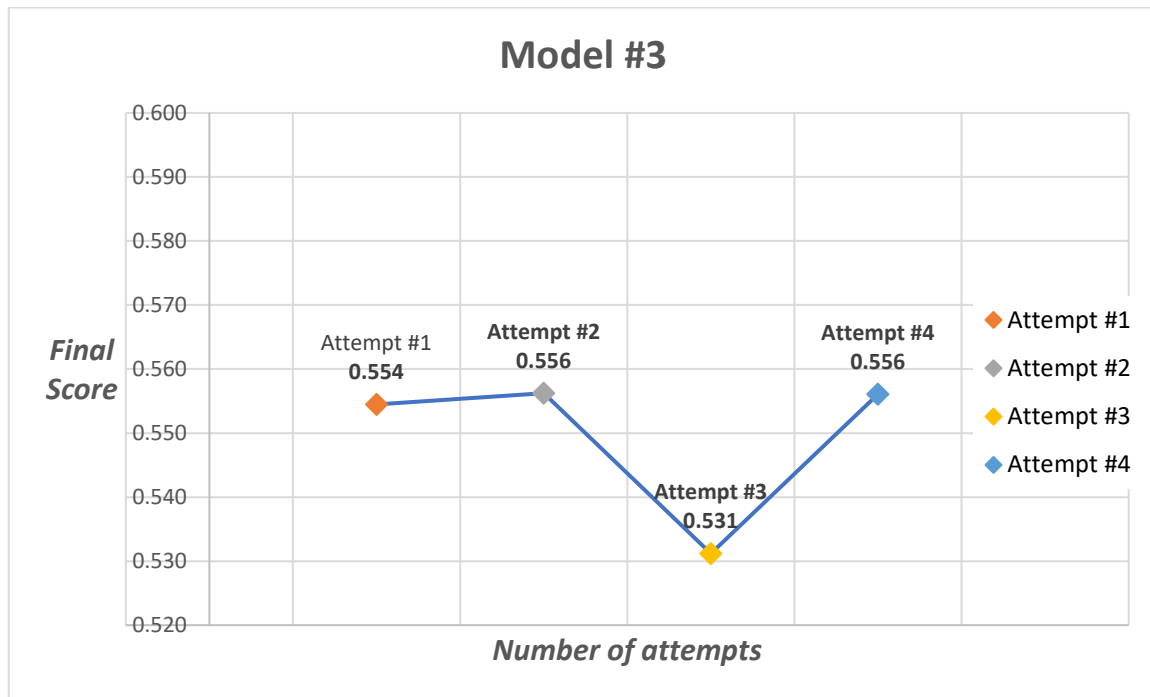 Model #3
0.600
0.590
0.580
0.570
0.560
0.550
0.540
0.530
0.520
Final
Score
Attempt #1
0.554
Attempt #2
0.556
Attempt #3
0.531
Attempt #4
0.556
Attempt #1
Attempt #2
Attempt #3
Attempt #4
Number of attempts